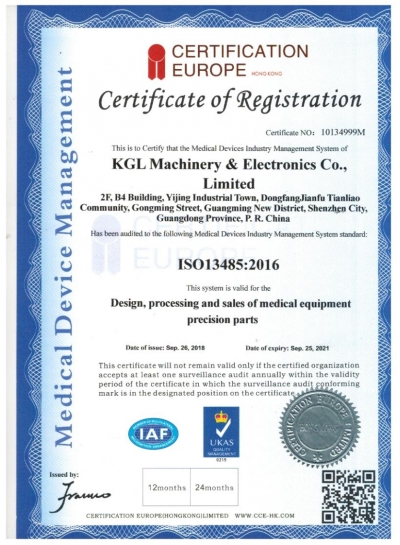 CERTIFICATION
EUROPE HONG KONG
Certificate of Registration
Certificate NO: 10134999M
This is to Certify that the Medical Devices Industry Management System of
KGL Machinery & Electronics Co.,
Limited
2F, B4 Building, Yijing Industrial Town, DongfangJianfu Tianliao
Community, Gongming Street, Guangming New District, Shenzhen City,
Guangdong Province, P. R. China
Has been audited to the following Medical Devices Industry Management System standard:
ISO13485:2016
This system is valid for the
Design, processing and sales of medical equipment
precision parts
Date of issue: Sep. 26, 2018 Date of expiry: Sep. 25, 2021
This certificate will not remain valid only if the certified organization
accepts at least one surveillance audit annually within the validity
period of the certificate in which the surveillance audit conforming
mark is in the designated position on the certificate.
Medical Device Management
IAF
UKAS
QUALITY
MANAGEMENT
Issued by:
12months 24months
CERTIFICATION EUROPE(HONGKONG)LIMITED WWW.CCE-HK.COM